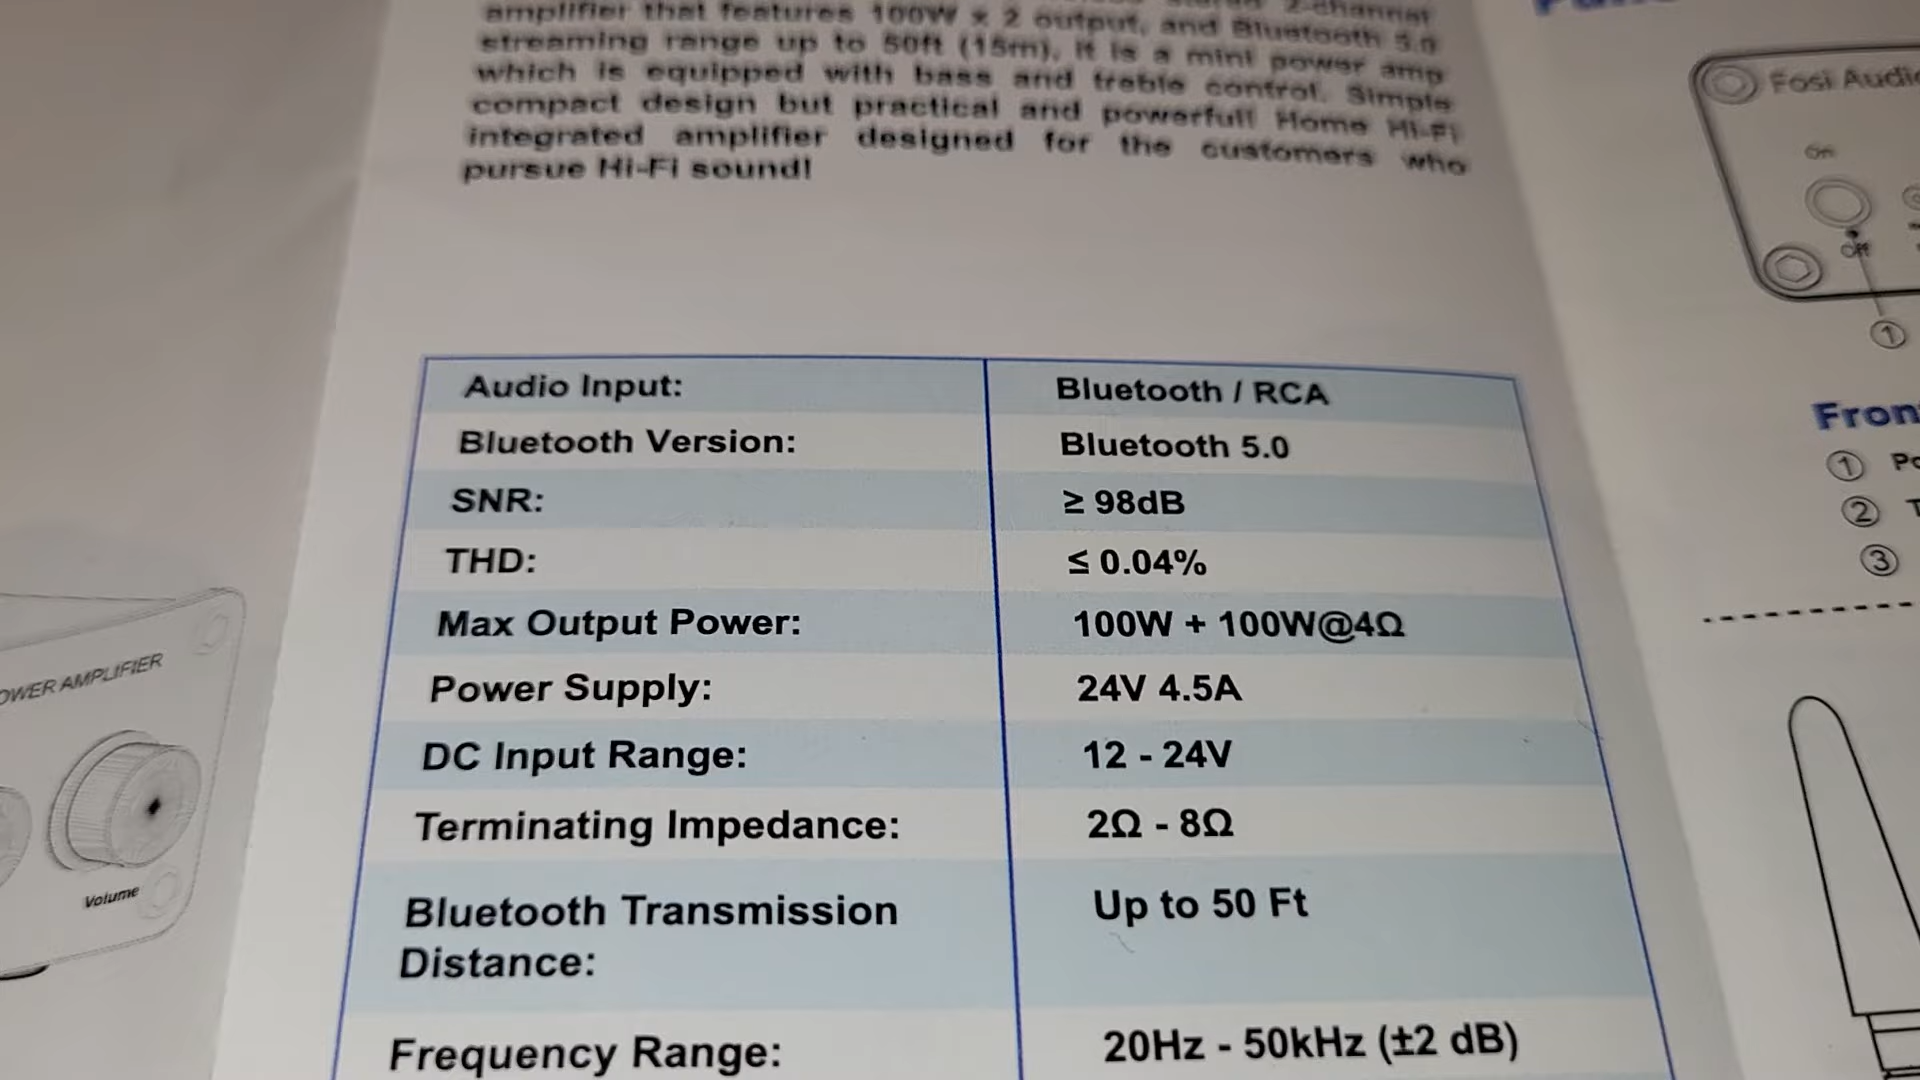 amplifier that features 100W x 2 output, and Bluetooth 5.0
streaming range up to 50ft (15m), it is a mini power amp
which is equipped with bass and treble control. Simple
compact design but practical and powerfull Home Hi-Fi
integrated amplifier designed for the customers who
pursue Hi-Fi sound!
Audio Input: Bluetooth / RCA
Bluetooth Version: Bluetooth 5.0
SNR: ≥ 98dB
THD: ≤ 0.04%
Max Output Power: 100W + 100W@4Ω
Power Supply: 24V 4.5A
DC Input Range: 12 - 24V
Terminating Impedance: 2Ω - 8Ω
Bluetooth Transmission
Distance: Up to 50 Ft
Frequency Range: 20Hz - 50kHz (±2 dB)
OWER AMPLIFIER
Volume
Fosi Audio
On
Off
①
Fron
① Po
② T
③